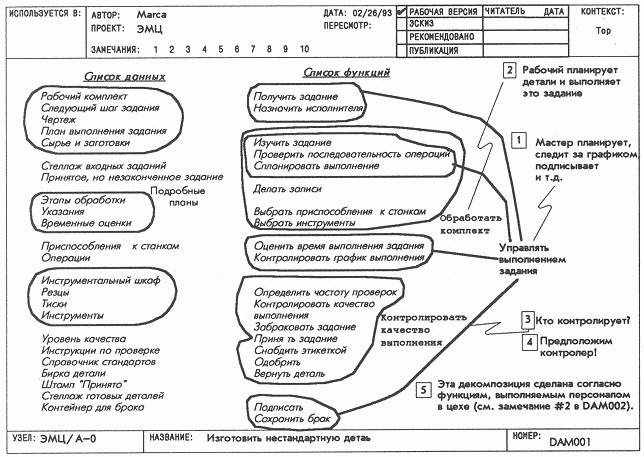 ИСПОЛЬЗУЕТСЯ В:
АВТОР: Marca
ПРОЕКТ: ЭМЦ
ДАТА: 02/26/93
ПЕРЕСМОТР:
ЗАМЕЧАНИЯ: 1 2 3 4 5 6 7 8 9 10
РАБОЧАЯ ВЕРСИЯ
ЭСКИЗ
РЕКОМЕНДОВАНО
ПУБЛИКАЦИЯ
ЧИТАТЕЛЬ ДАТА
КОНТЕКСТ:
Top
Список данных
Рабочий комплект
Следующий шаг задания
Чертеж
План выполнения задания
Сырье и заготовки
Стеллаж входных заданий
Принятое, но незаконченное задание
Этапы обработки
Указания
Временные оценки
Подробные
планы
Приспособления к станкам
Операции
Инструментальный шкаф
Резцы
Тиски
Инструменты
Уровень качества
Инструкции по проверке
Справочник стандартов
Бирка детали
Штамп "Принято"
Стеллаж готовых деталей
Контейнер для брака
Список функций
Получить задание
Назначить исполнителя
Изучить задание
Проверить последовательность операций
Спланировать выполнение
Делать записи
Выбрать приспособления к станкам
Выбрать инструменты
Оценить время выполнения задания
Контролировать график выполнения
Определить частоту проверок
Контролировать качество
выполнения
Забраковать задание
Приня ть задание
Снабдить этикеткой
Одобрить
Вернуть деталь
Подписать
Сохранить брак
2 Рабочий планирует
детали и выполняет
это задание
1 Мастер планирует,
следит за графиком,
подписывает
и т.д.
Обработать
комплект
Управлять
выполнением
задания
Контролировать
качество
выполнения
3 Кто контролирует?
4 Предположим
контролер!
5 Эта декомпозиция сделана согласно
функциям, выполняемым персоналом
в цехе (см. замечание #2 в DAM002).
УЗЕЛ: ЭМЦ/А-0
НАЗВАНИЕ: Изготовить нестандартную детаь
НОМЕР:
DAM001